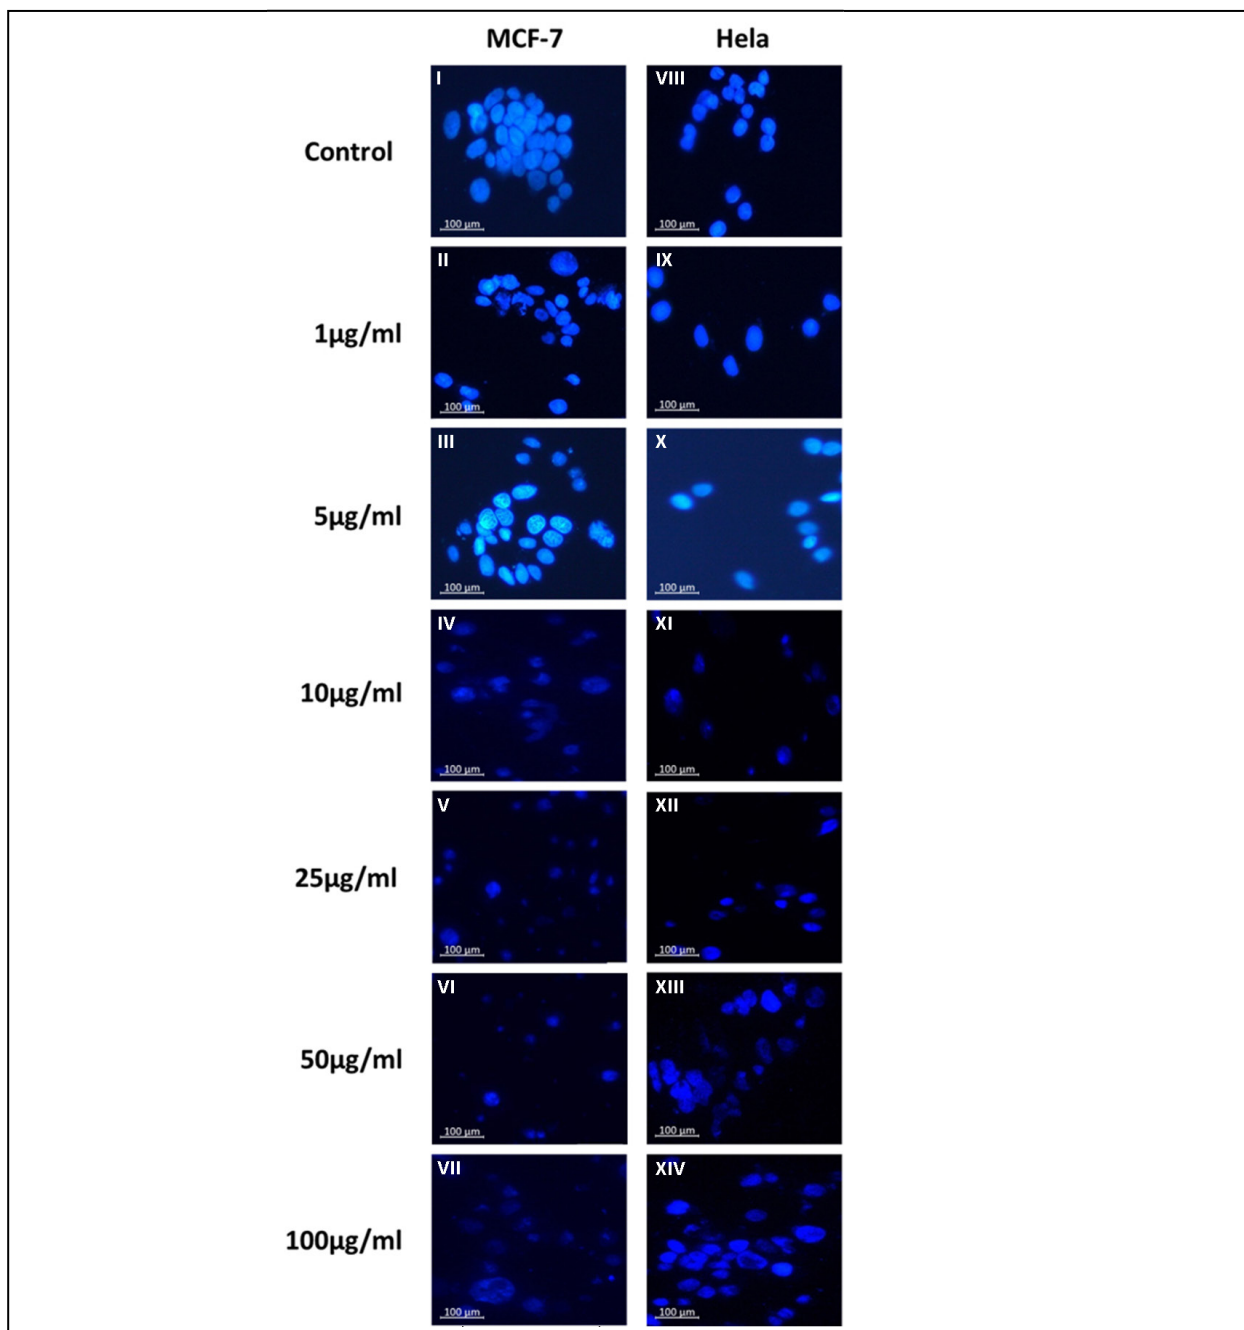 MCF-7 Hela
Control
I
100 µm
VIII
100 µm
1µg/ml
II
100 µm
IX
100 µm
5µg/ml
III
100 µm
X
100 µm
10µg/ml
IV
100 µm
XI
100 µm
25µg/ml
V
100 µm
XII
100 µm
50µg/ml
VI
100 µm
XIII
100 µm
100µg/ml
VII
100 µm
XIV
100 µm